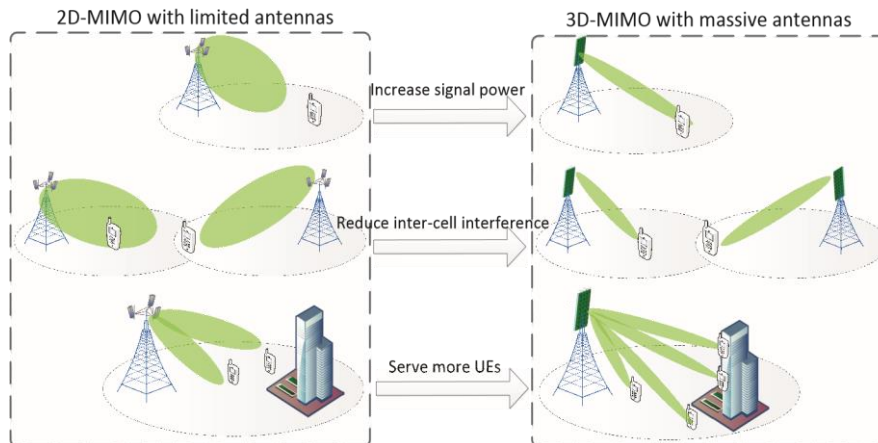 2D-MIMO with limited antennas
3D-MIMO with massive antennas
Increase signal power
Reduce inter-cell interference
Serve more UEs